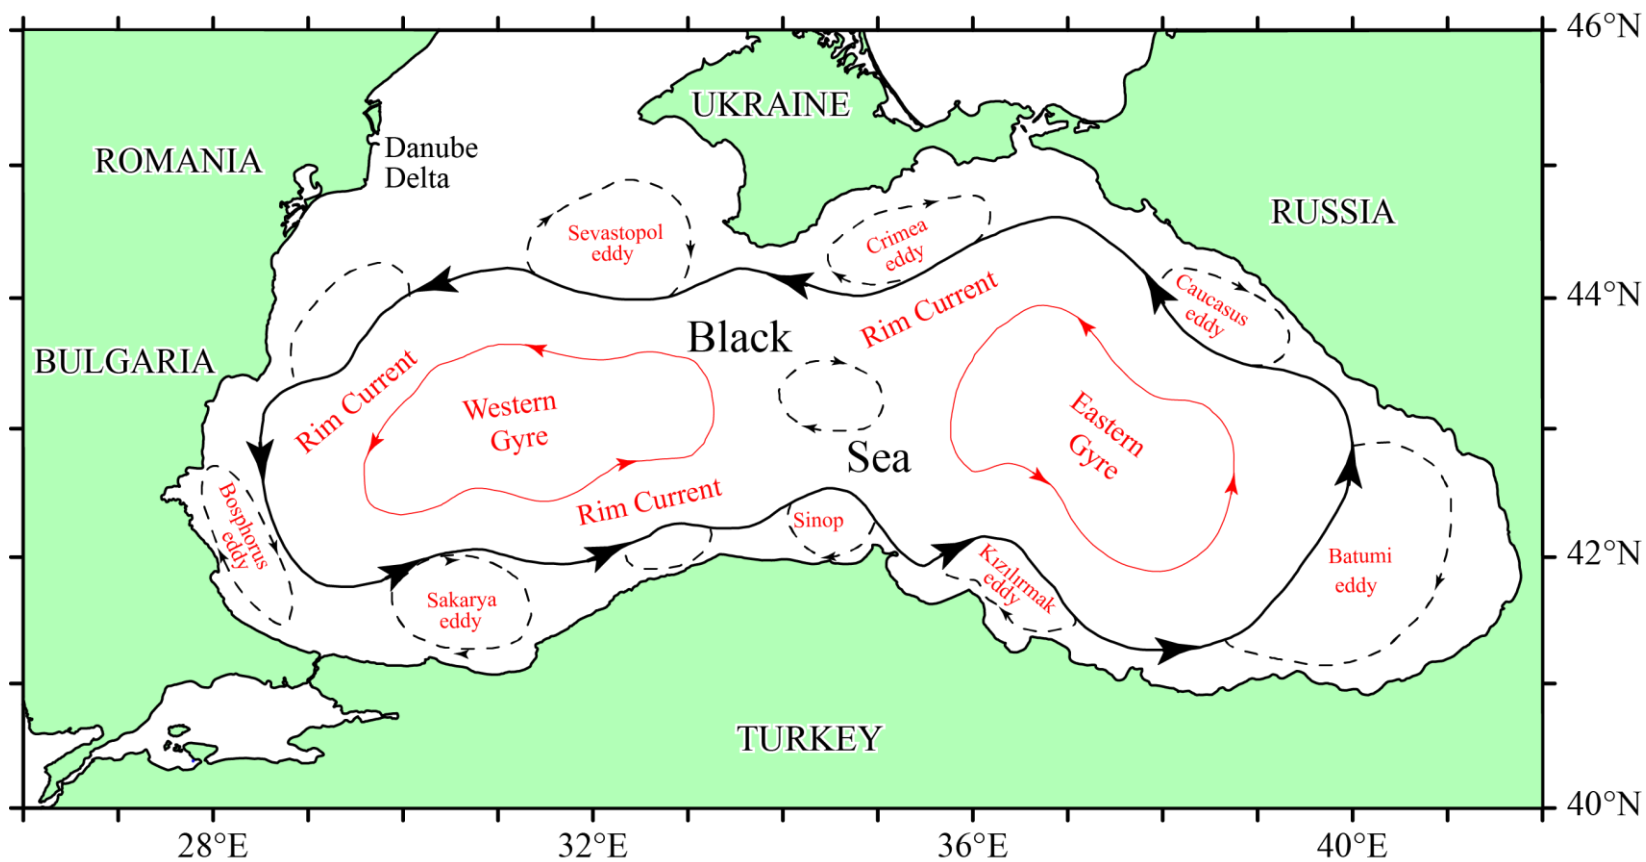 46°N
UKRAINE
Danube
Delta
ROMANIA
RUSSIA
Sevastopol
eddy
Crimea
eddy
Caucasus
eddy
44°N
Rim Current
Black
BULGARIA
Rim Current
Western
Gyre
Eastern
Gyre
Sea
Rim Current
Bosphorus
eddy
Sinop
42°N
Kızılırmak
eddy
Batumi
eddy
Sakarya
eddy
TURKEY
40°N
28°E
32°E
36°E
40°E